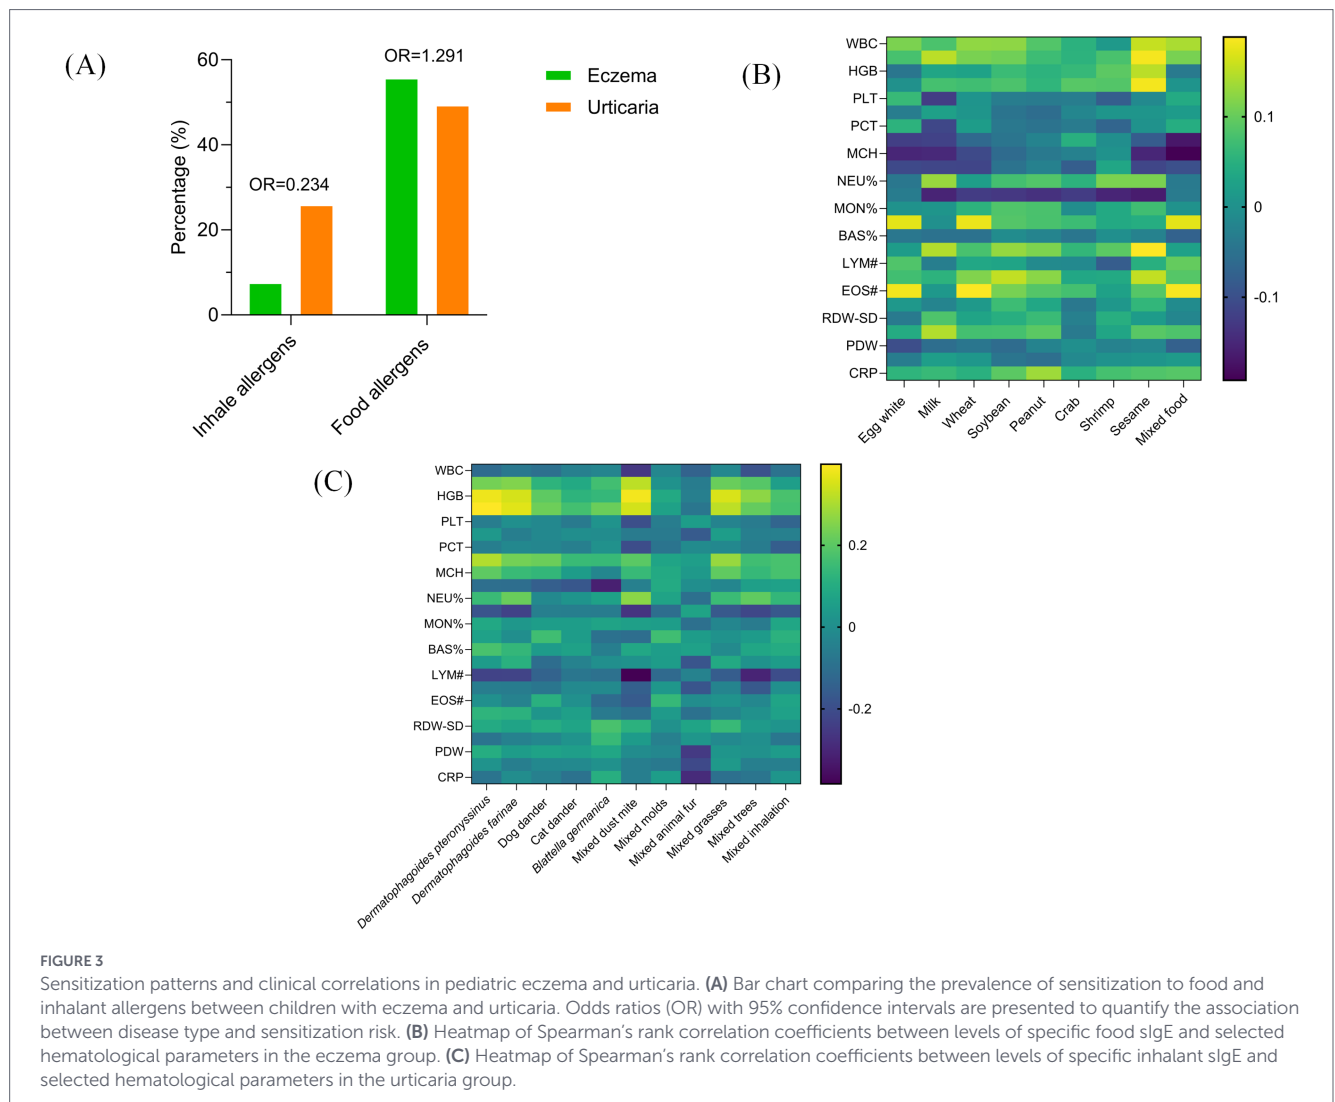 (A)
OR=1.291
OR=0.234
Eczema
Urticaria
Percentage (%)
60
40
20
0
Inhale allergens
Food allergens
(B)
WBC
HGB
PLT
PCT
MCH
NEU%
MON%
BAS%
LYM#
EOS#
RDW-SD
PDW
CRP
0.1
0
-0.1
Egg white
Milk
Wheat
Soybean
Peanut
Crab
Shrimp
Sesame
Mixed food
(C)
WBC
HGB
PLT
PCT
MCH
NEU%
MON%
BAS%
LYM#
EOS#
RDW-SD
PDW
CRP
0.2
0
-0.2
Dermatophagoides pteronyssinus
Dermatophagoides farinae
Dog dander
Cat dander
Blattella germanica
Mixed dust mite
Mixed molds
Mixed animal fur
Mixed grasses
Mixed trees
Mixed inhalation
FIGURE 3
Sensitization patterns and clinical correlations in pediatric eczema and urticaria. (A) Bar chart comparing the prevalence of sensitization to food and
inhalant allergens between children with eczema and urticaria. Odds ratios (OR) with 95% confidence intervals are presented to quantify the association
between disease type and sensitization risk. (B) Heatmap of Spearman's rank correlation coefficients between levels of specific food sIgE and selected
hematological parameters in the eczema group. (C) Heatmap of Spearman's rank correlation coefficients between levels of specific inhalant sIgE and
selected hematological parameters in the urticaria group.